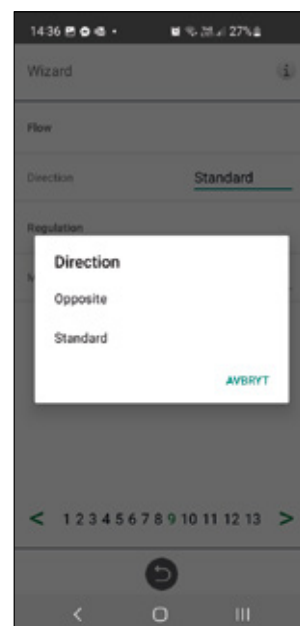 14:36 27%
Wizard i
Flow
Direction Standard
Regulation
M
Direction
Opposite
Standard
AVBRYT
< 1 2 3 4 5 6 7 8 9 10 11 12 13 >